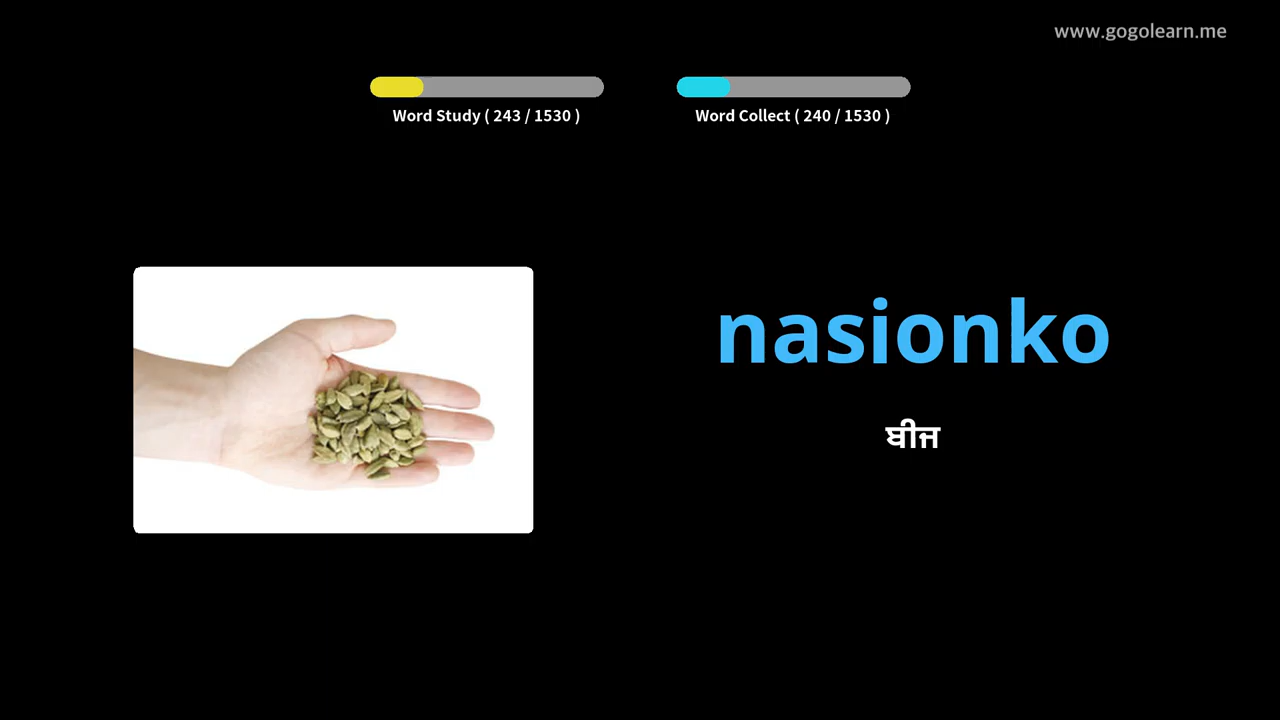 www.gogolearn.me
Word Study ( 243 / 1530 )
Word Collect ( 240 / 1530 )
nasionko
बीज